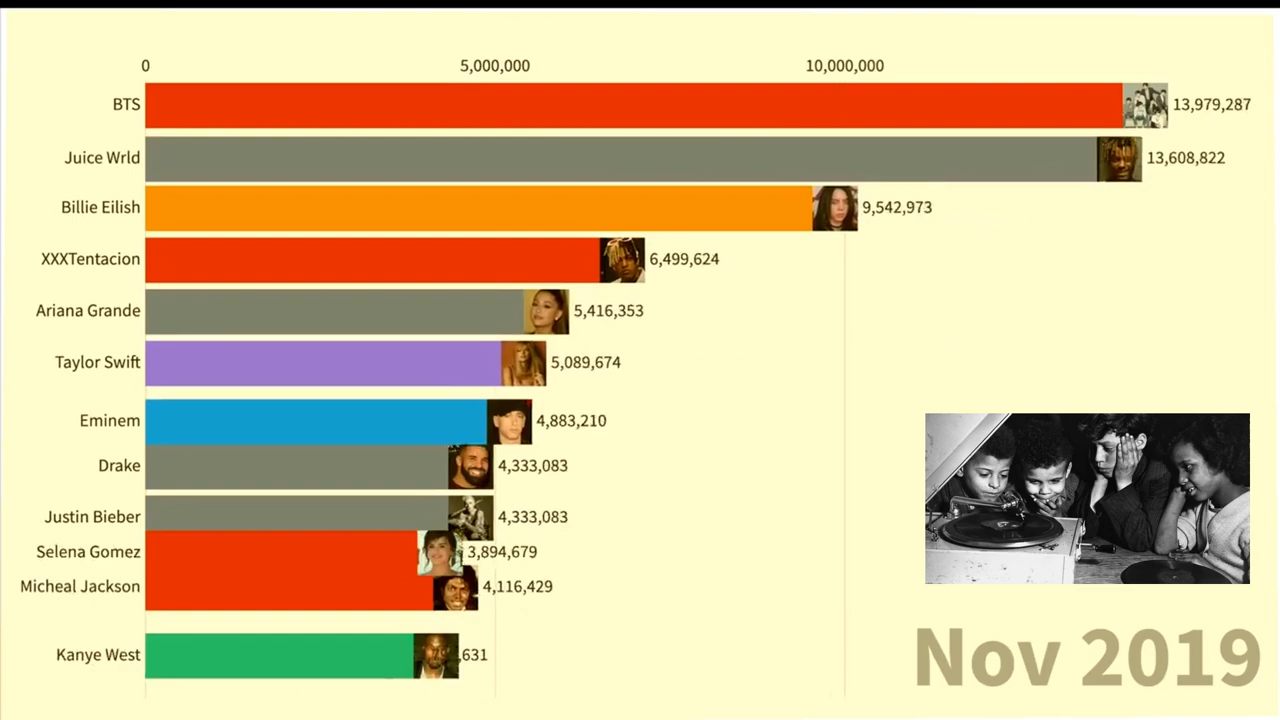 0 5,000,000 10,000,000
BTS 13,979,287
Juice Wrld 13,608,822
Billie Eilish 9,542,973
XXXTentacion 6,499,624
Ariana Grande 5,416,353
Taylor Swift 5,089,674
Eminem 4,883,210
Drake 4,333,083
Justin Bieber 4,333,083
Selena Gomez 3,894,679
Micheal Jackson 4,116,429
Kanye West ,631
Nov 2019